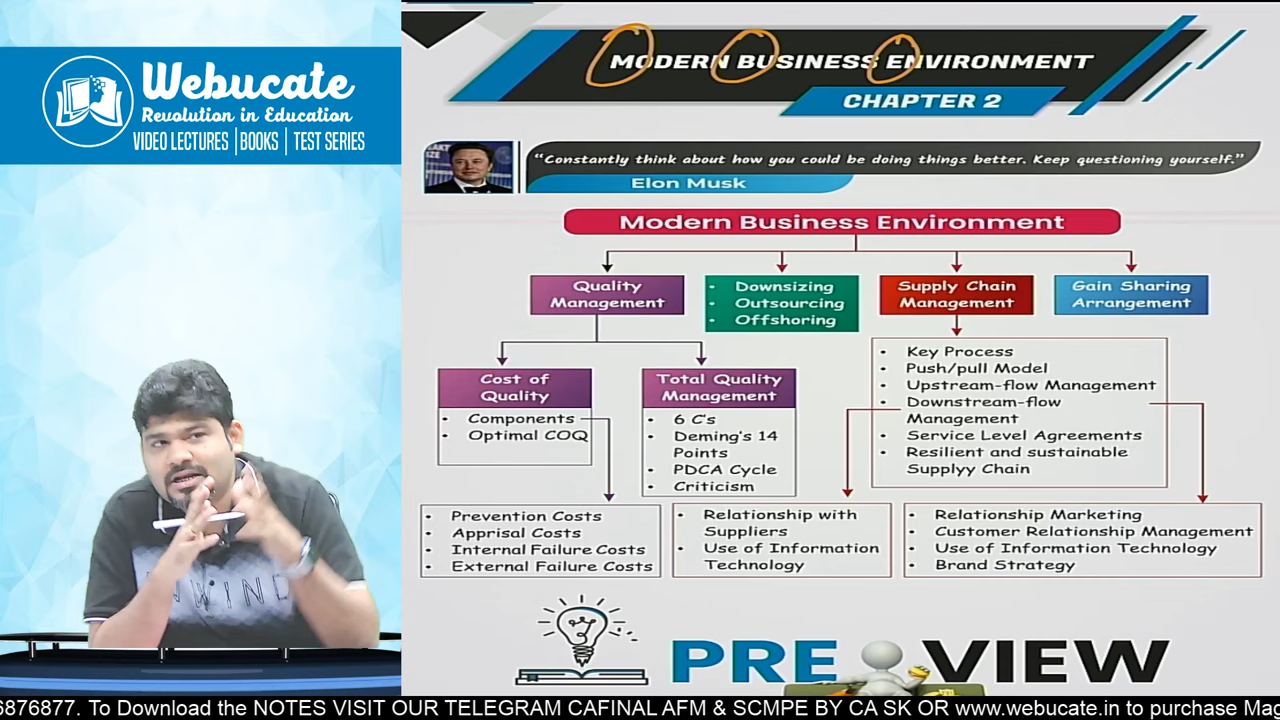 Webucate
Revolution in Education
VIDEO LECTURES | BOOKS | TEST SERIES
MODERN BUSINESS ENVIRONMENT
CHAPTER 2
“Constantly think about how you could be doing things better. Keep questioning yourself.”
Elon Musk
Modern Business Environment
Quality
Management
• Downsizing
• Outsourcing
• Offshoring
Supply Chain
Management
Gain Sharing
Arrangement
Cost of
Quality
• Components
• Optimal COQ
Total Quality
Management
• 6 C's
• Deming's 14
Points
• PDCA Cycle
• Criticism
• Key Process
• Push/pull Model
• Upstream-flow Management
• Downstream-flow
Management
• Service Level Agreements
• Resilient and sustainable
Supplyy Chain
• Prevention Costs
• Apprisal Costs
• Internal Failure Costs
• External Failure Costs
• Relationship with
Suppliers
• Use of Information
Technology
• Relationship Marketing
• Customer Relationship Management
• Use of Information Technology
• Brand Strategy
PRE VIEW
6876877. To Download the NOTES VISIT OUR TELEGRAM CAFINAL AFM & SCMPE BY CA SK OR www.webucate.in to purchase Mag